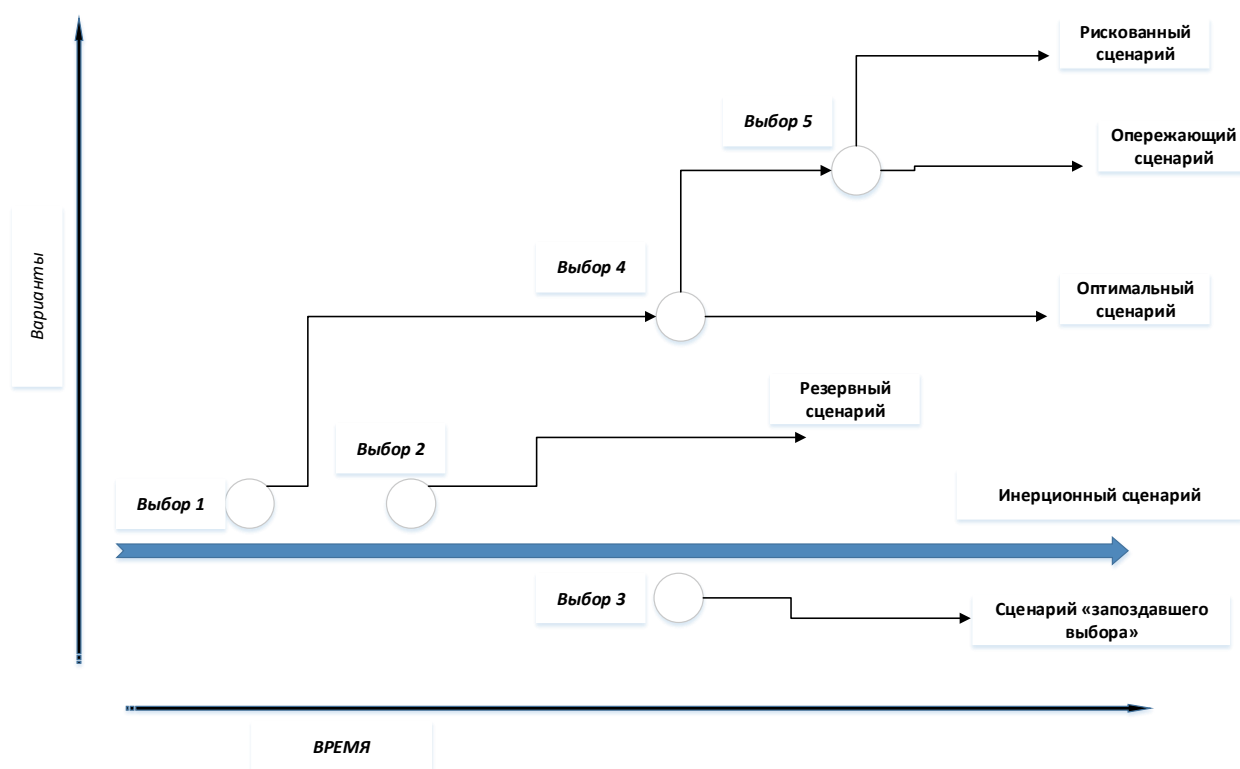 Рискованный
сценарий
Выбор 5
Опережающий
сценарий
Варианты
Выбор 4
Оптимальный
сценарий
Резервный
сценарий
Выбор 2
Выбор 1
Инерционный сценарий
Выбор 3
Сценарий «запоздавшего
выбора»
ВРЕМЯ